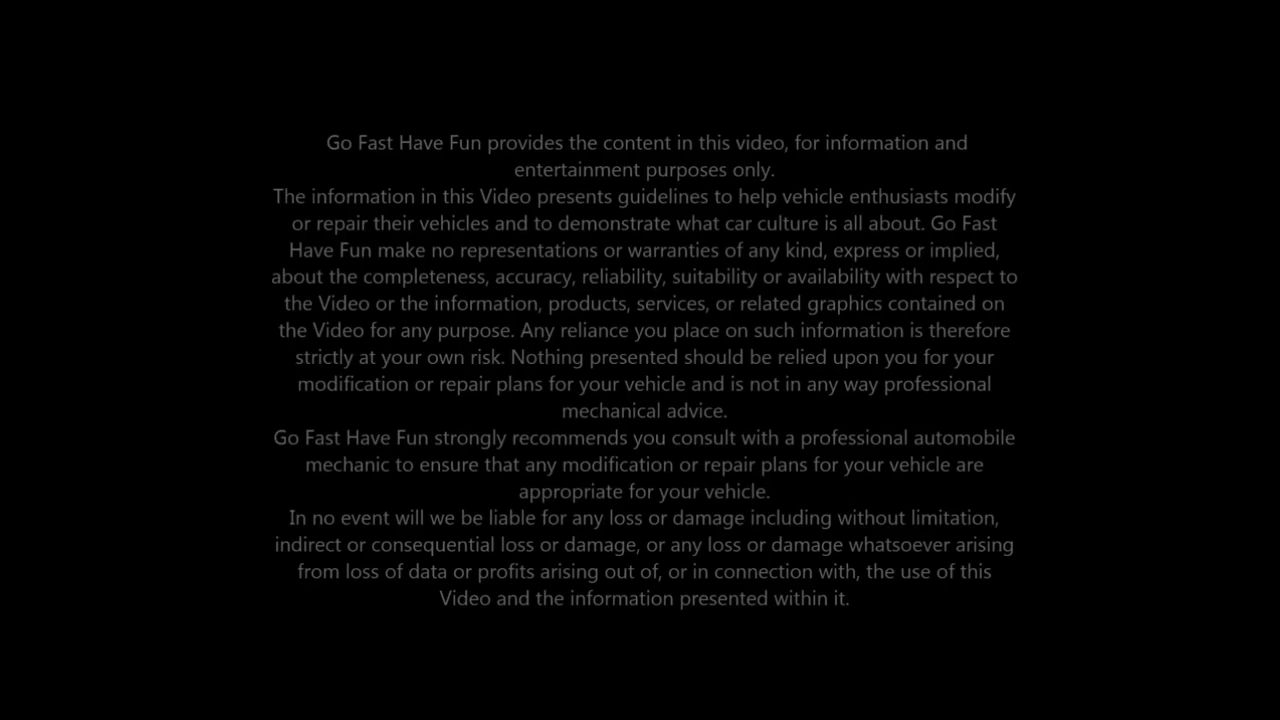 Go Fast Have Fun provides the content in this video, for information and
entertainment purposes only.
The information in this Video presents guidelines to help vehicle enthusiasts modify
or repair their vehicles and to demonstrate what car culture is all about. Go Fast
Have Fun make no representations or warranties of any kind, express or implied,
about the completeness, accuracy, reliability, suitability or availability with respect to
the Video or the information, products, services, or related graphics contained on
the Video for any purpose. Any reliance you place on such information is therefore
strictly at your own risk. Nothing presented should be relied upon you for your
modification or repair plans for your vehicle and is not in any way professional
mechanical advice.
Go Fast Have Fun strongly recommends you consult with a professional automobile
mechanic to ensure that any modification or repair plans for your vehicle are
appropriate for your vehicle.
In no event will we be liable for any loss or damage including without limitation,
indirect or consequential loss or damage, or any loss or damage whatsoever arising
from loss of data or profits arising out of, or in connection with, the use of this
Video and the information presented within it.